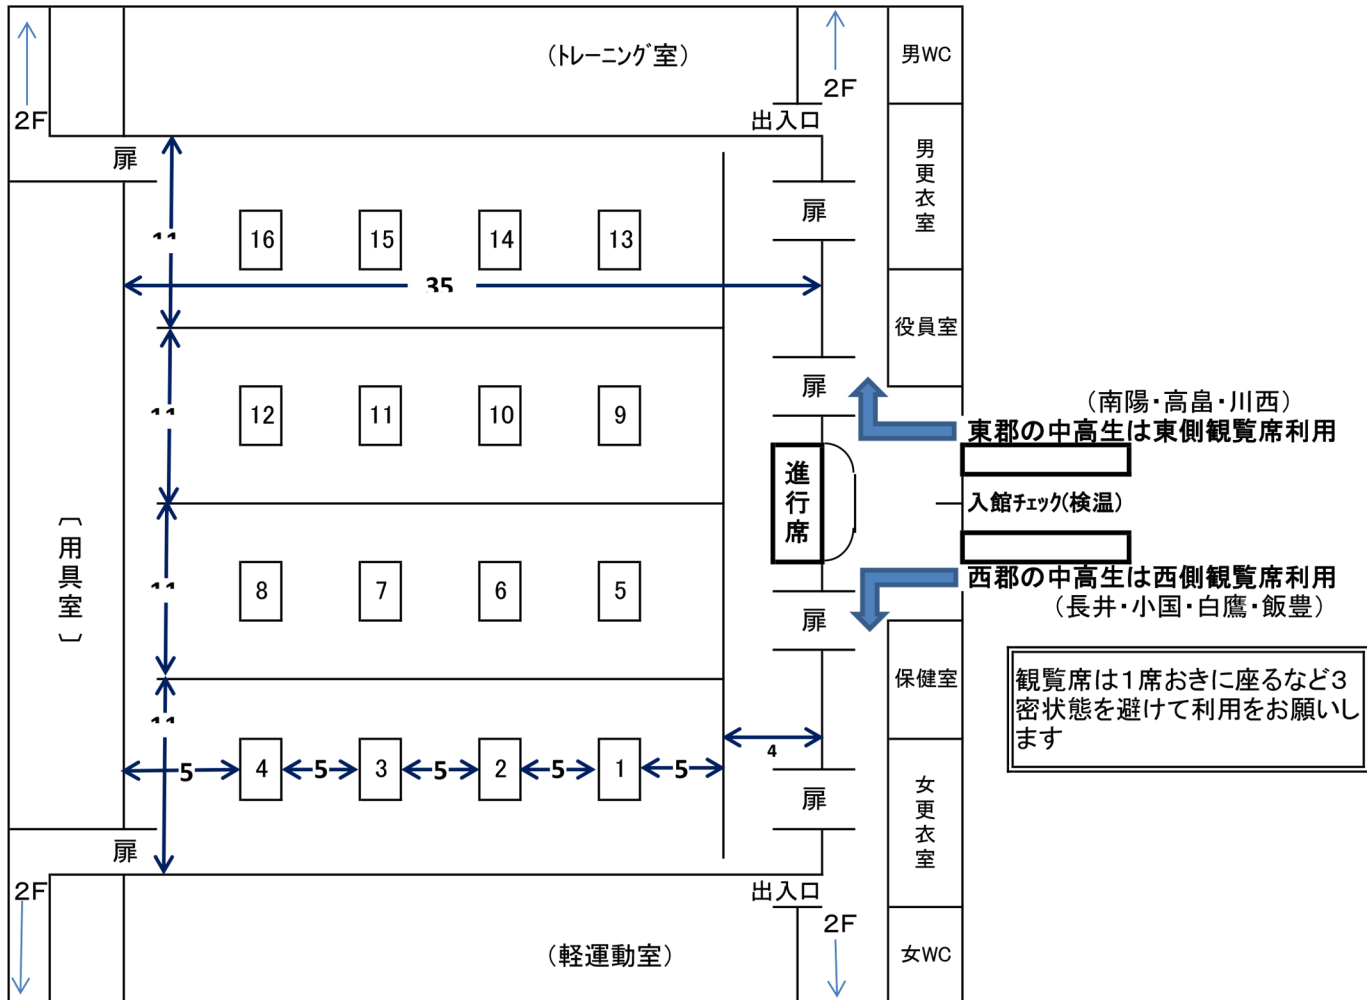 (トレーニング室)
男WC
2F
2F
出入口
扉
男更衣室
扉
16
15
14
13
11
35
役員室
扉
12
11
10
9
11
(南陽・高畠・川西)
東郡の中高生は東側観覧席利用
進行席
入館チェック(検温)
〔用具室〕
8
7
6
5
11
西郡の中高生は西側観覧席利用
(長井・小国・白鷹・飯豊)
扉
保健室
観覧席は1席おきに座るなど3
密状態を避けて利用をお願いし
ます
11
4
5
4
5
3
5
2
5
1
5
扉
女更衣室
扉
2F
出入口
2F
(軽運動室)
女WC